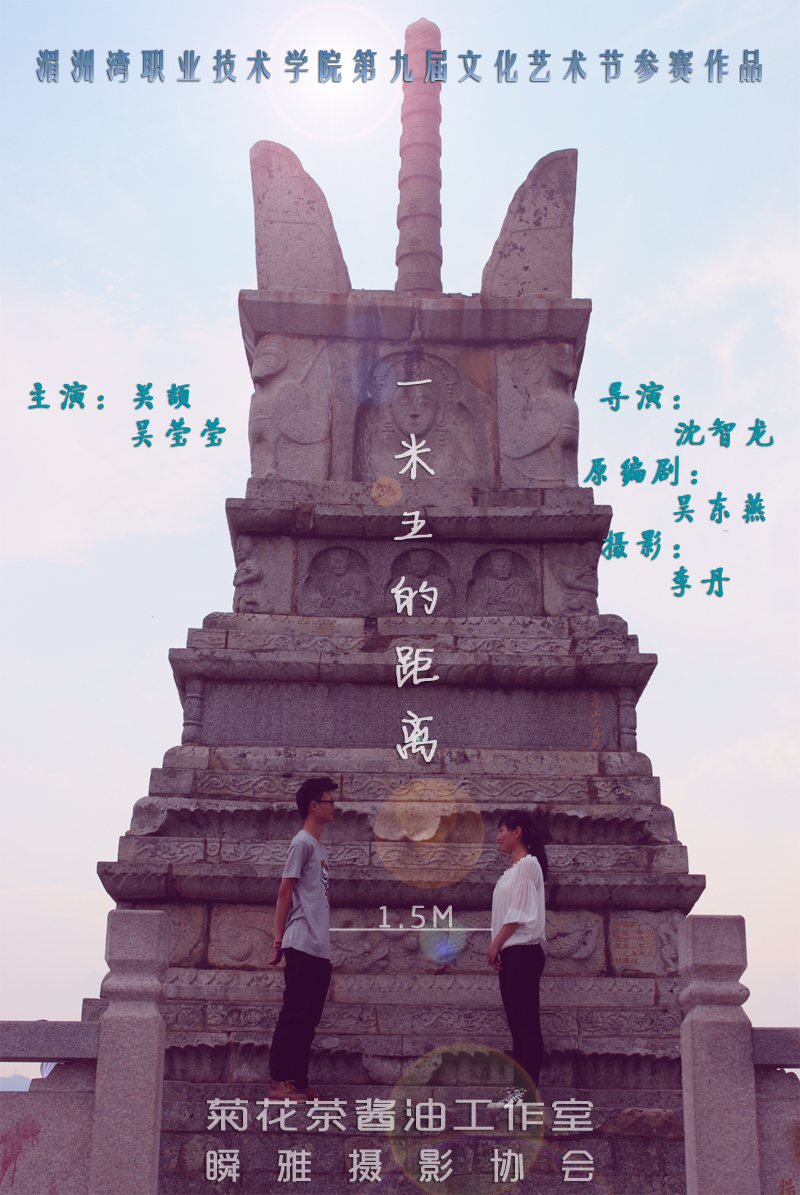 湄洲湾职业技术学院第九届文化艺术节参赛作品
主演：关颉
吴莹莹
导演：
沈智龙
原编剧：
吴东燕
摄影：
李丹
一米五的距离
1.5M
菊花茶酱油工作室
瞬雅摄影协会